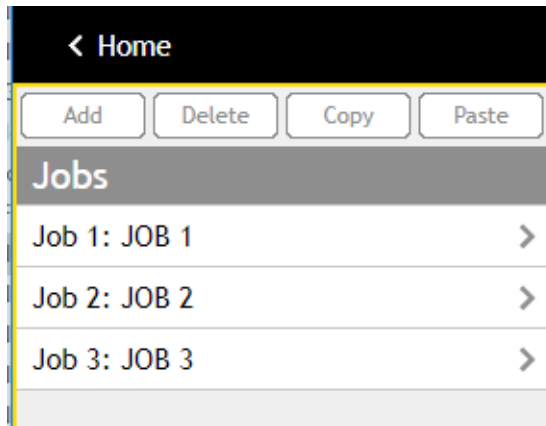 Home
Add Delete Copy Paste
Jobs
Job 1: JOB 1
Job 2: JOB 2
Job 3: JOB 3